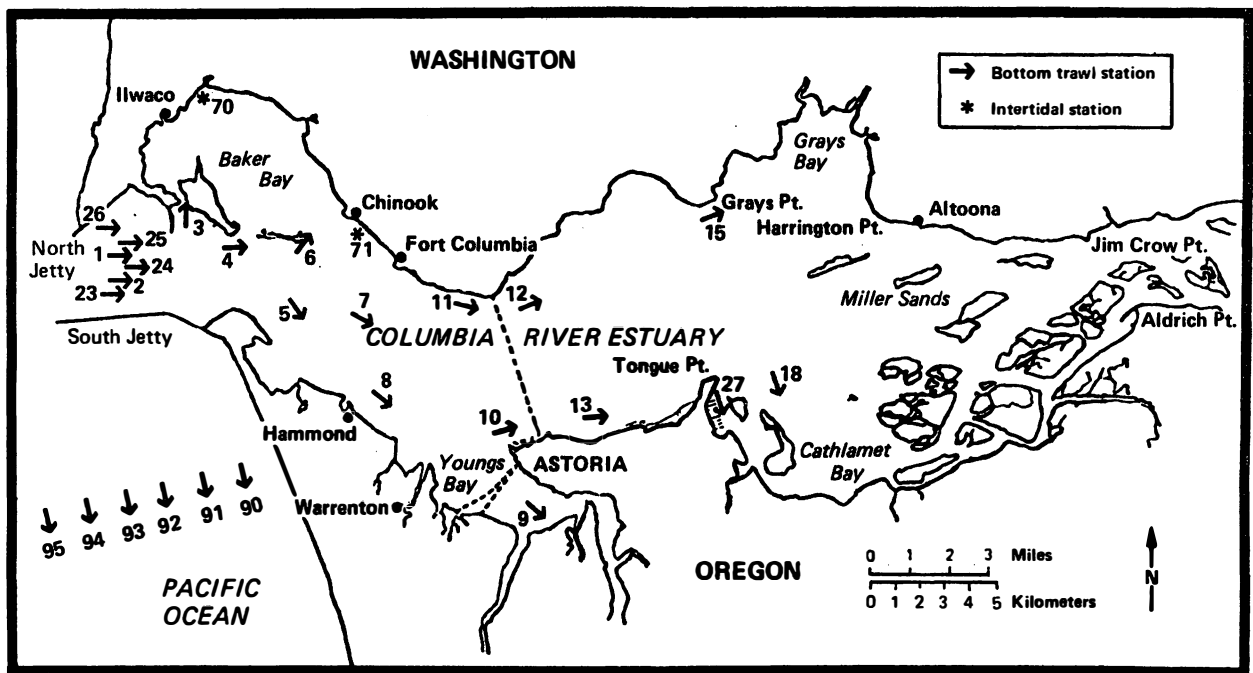 WASHINGTON
→ Bottom trawl station
* Intertidal station
Ilwaco
* 70
Baker
Bay
Grays
Bay
Chinook
* 71
Fort Columbia
Grays Pt.
15
Harrington Pt.
Altoona
Jim Crow Pt.
26
25
3
North
Jetty
1
24
4
6
23
2
5
7
11
12
Miller Sands
Aldrich Pt.
South Jetty
COLUMBIA RIVER ESTUARY
Tongue Pt.
8
27
18
10
13
Hammond
Youngs
Bay
ASTORIA
Cathlamet
Bay
Warrenton
9
95
94
93
92
91
90
PACIFIC
OCEAN
OREGON
0 1 2 3 Miles
0 1 2 3 4 5 Kilometers
N